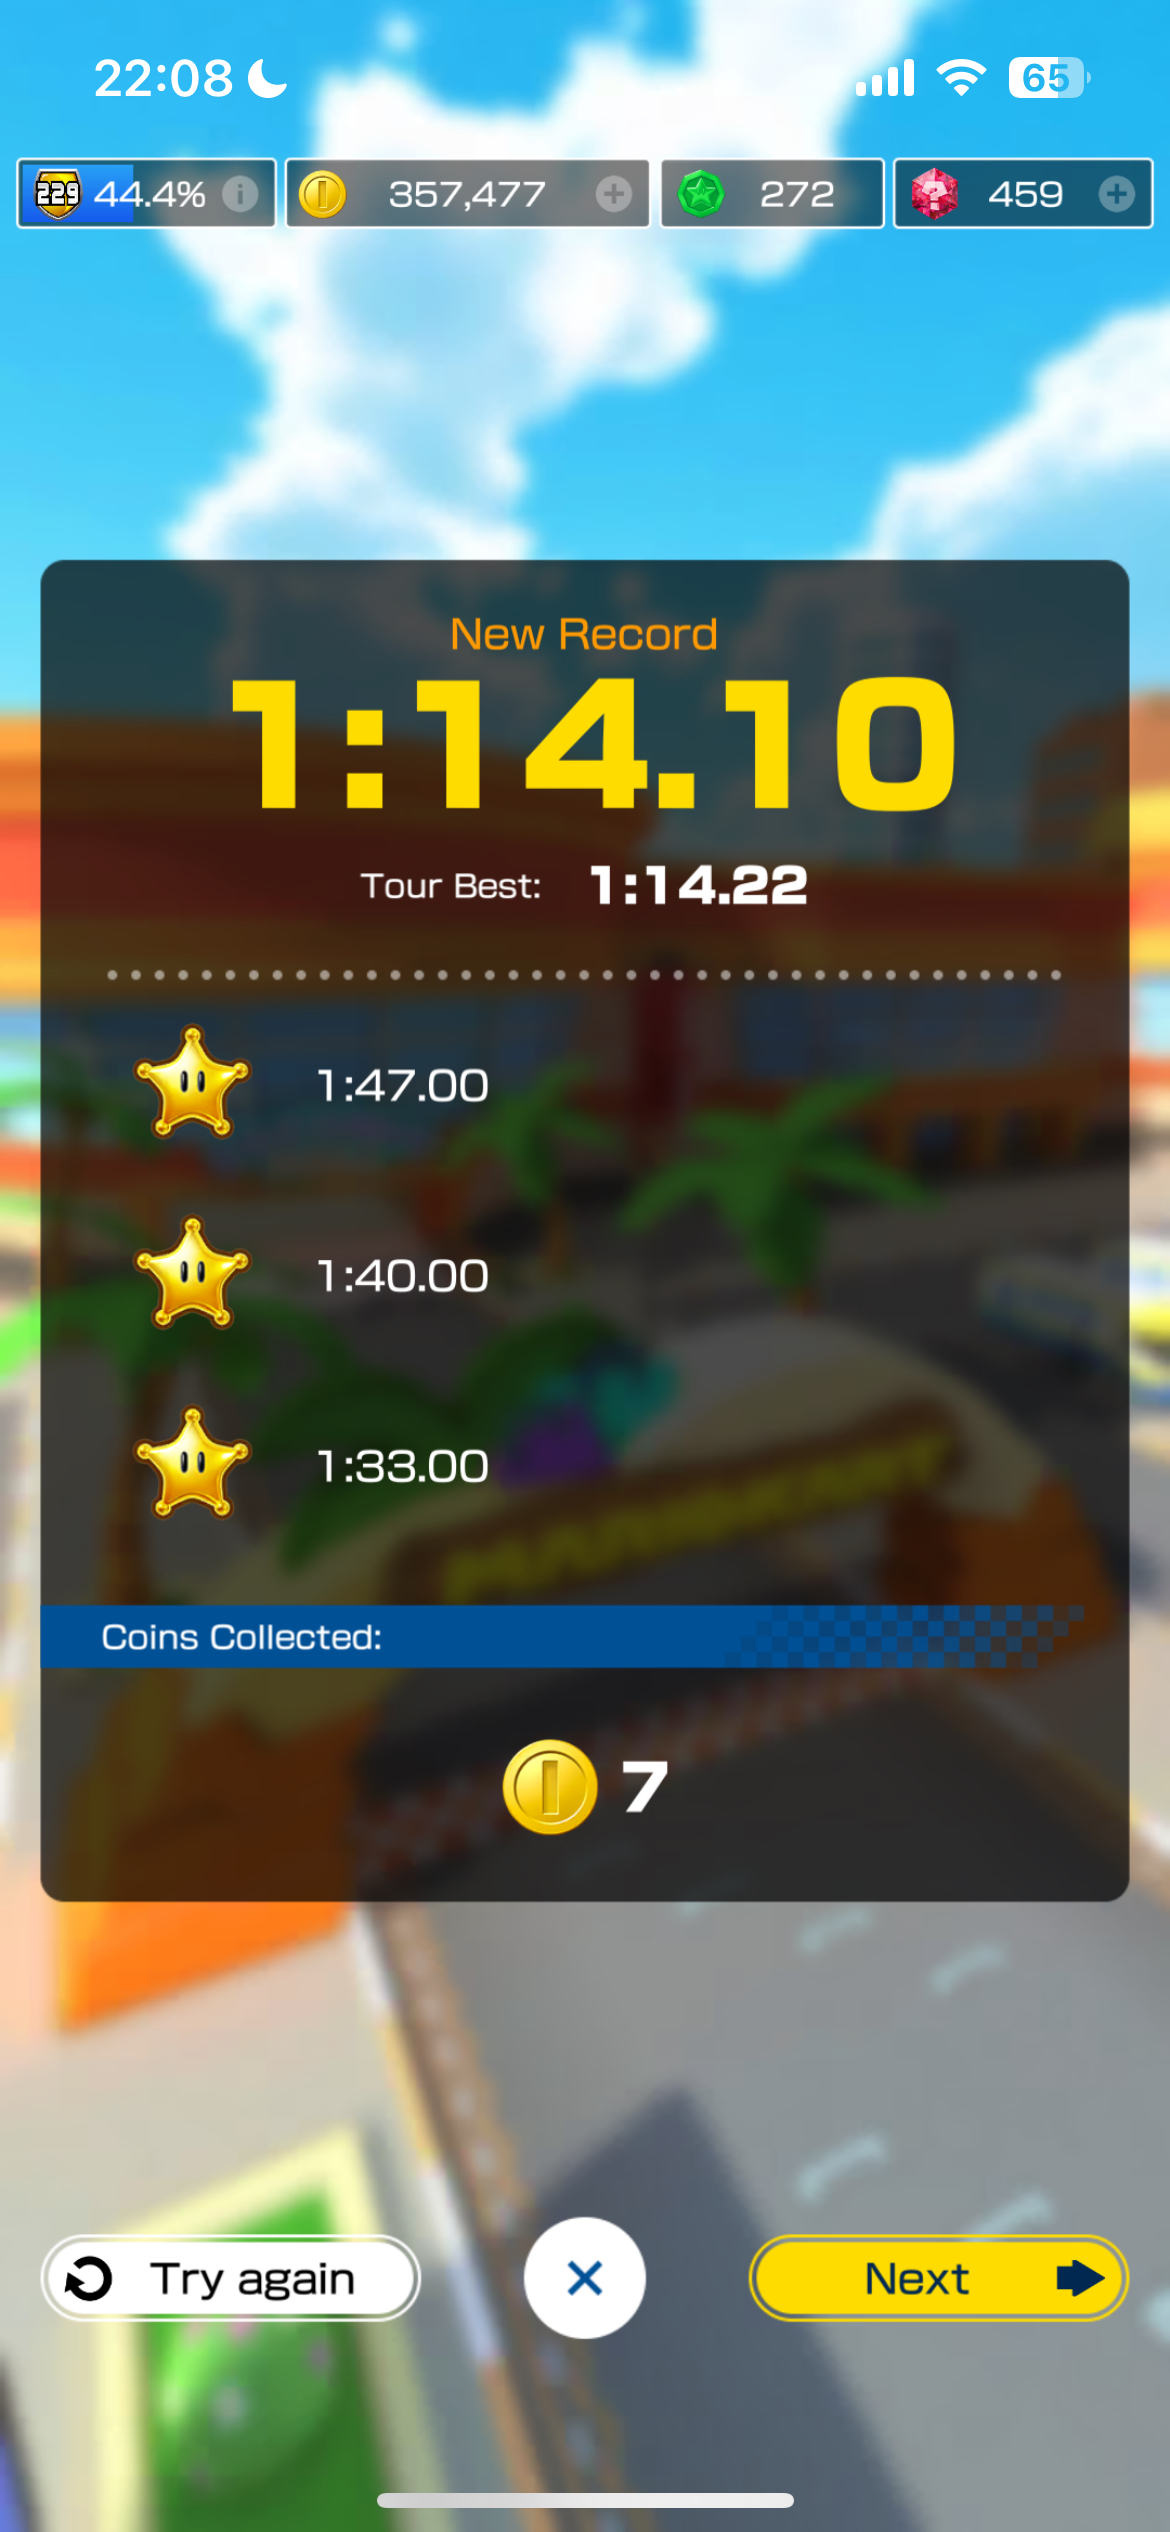 22:08 65
229 44.4% i 357,477 + 272 459 +
New Record
1:14.10
Tour Best: 1:14.22
1:47.00
1:40.00
1:33.00
Coins Collected:
7
Try again × Next